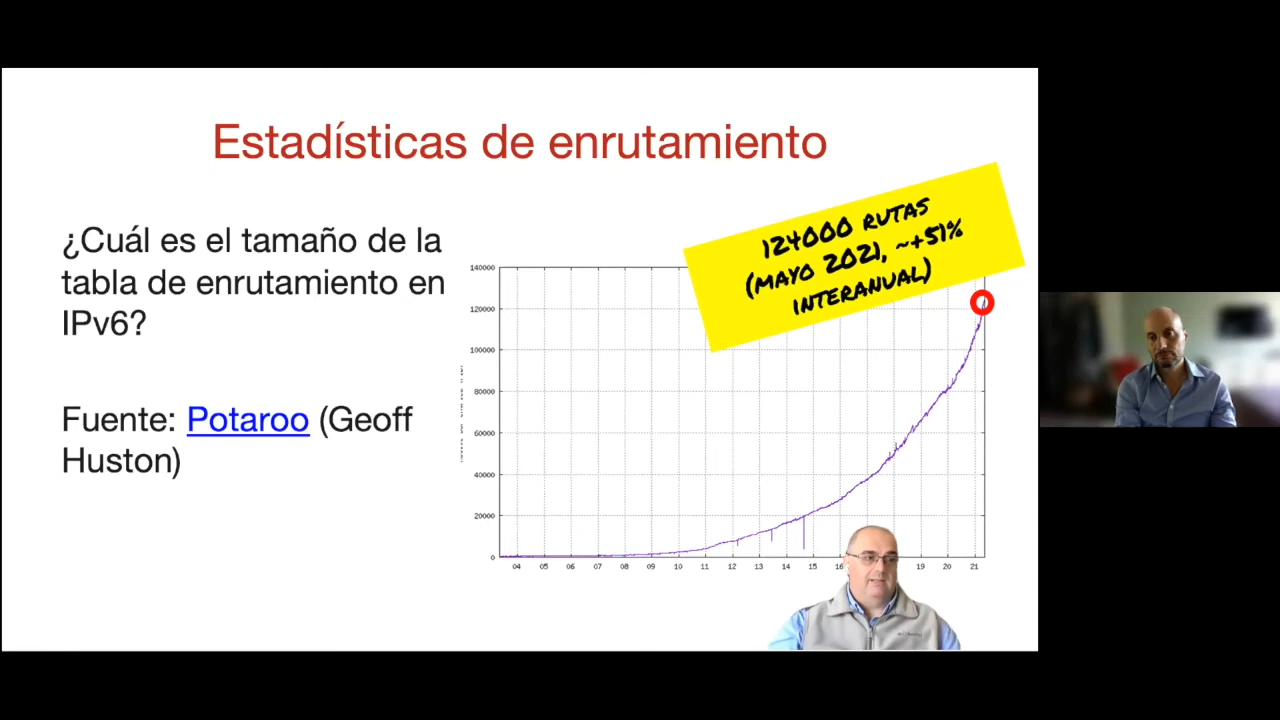 Estadísticas de enrutamiento
¿Cuál es el tamaño de la
tabla de enrutamiento en
IPv6?
Fuente: Potaroo (Geoff
Huston)
124000 RUTAS
(MAYO 2021, ~+51%
INTERANUAL)
140000
120000
100000
80000
60000
40000
20000
0
04 05 06 07 08 09 10 11 12 13 14 15 16 19 20 21